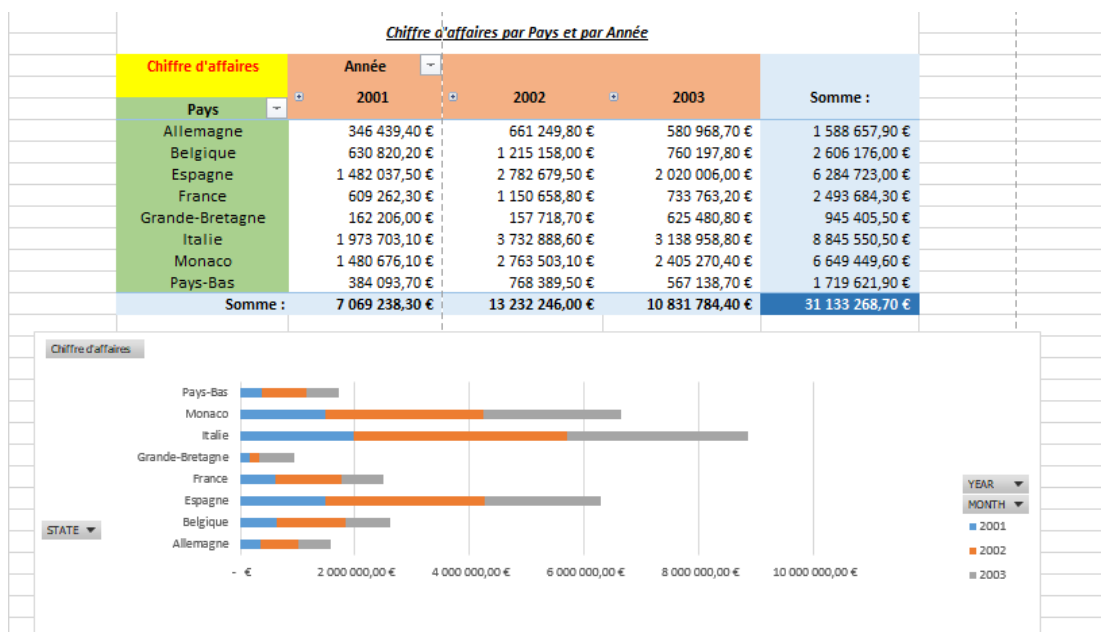 Chiffre d'affaires par Pays et par Année
Chiffre d'affaires Année
2001 2002 2003 Somme :
Pays
Allemagne 346 439,40 € 661 249,80 € 580 968,70 € 1 588 657,90 €
Belgique 630 820,20 € 1 215 158,00 € 760 197,80 € 2 606 176,00 €
Espagne 1 482 037,50 € 2 782 679,50 € 2 020 006,00 € 6 284 723,00 €
France 609 262,30 € 1 150 658,80 € 733 763,20 € 2 493 684,30 €
Grande-Bretagne 162 206,00 € 157 718,70 € 625 480,80 € 945 405,50 €
Italie 1 973 703,10 € 3 732 888,60 € 3 138 958,80 € 8 845 550,50 €
Monaco 1 480 676,10 € 2 763 503,10 € 2 405 270,40 € 6 649 449,60 €
Pays-Bas 384 093,70 € 768 389,50 € 567 138,70 € 1 719 621,90 €
Somme : 7 069 238,30 € 13 232 246,00 € 10 831 784,40 € 31 133 268,70 €
Chiffre d'affaires
Pays-Bas
Monaco
Italie
Grande-Bretagne
France
Espagne
Belgique
Allemagne
STATE
- € 2 000 000,00 € 4 000 000,00 € 6 000 000,00 € 8 000 000,00 € 10 000 000,00 €
YEAR
MONTH
2001
2002
2003